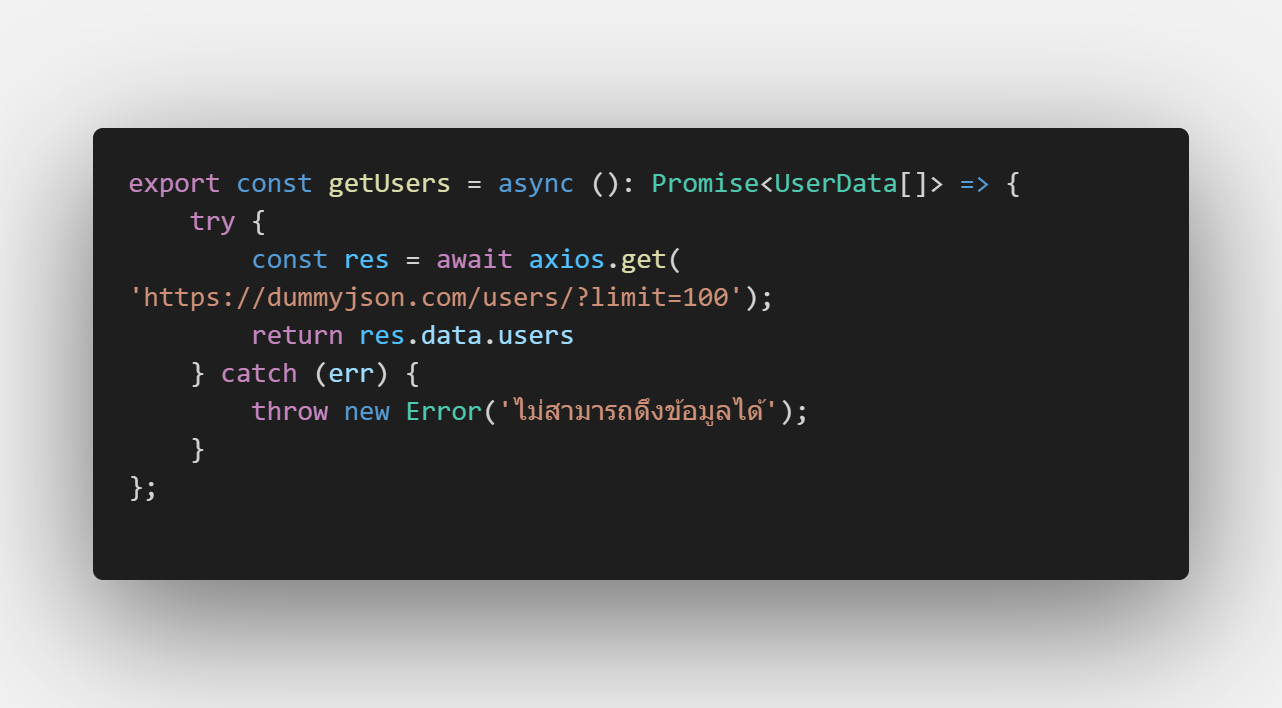 export const getUsers = async (): Promise<UserData[]> => {
    try {
        const res = await axios.get(
'https://dummyjson.com/users/?limit=100');
        return res.data.users
    } catch (err) {
        throw new Error('ไม่สามารถดึงข้อมูลได้');
    }
};